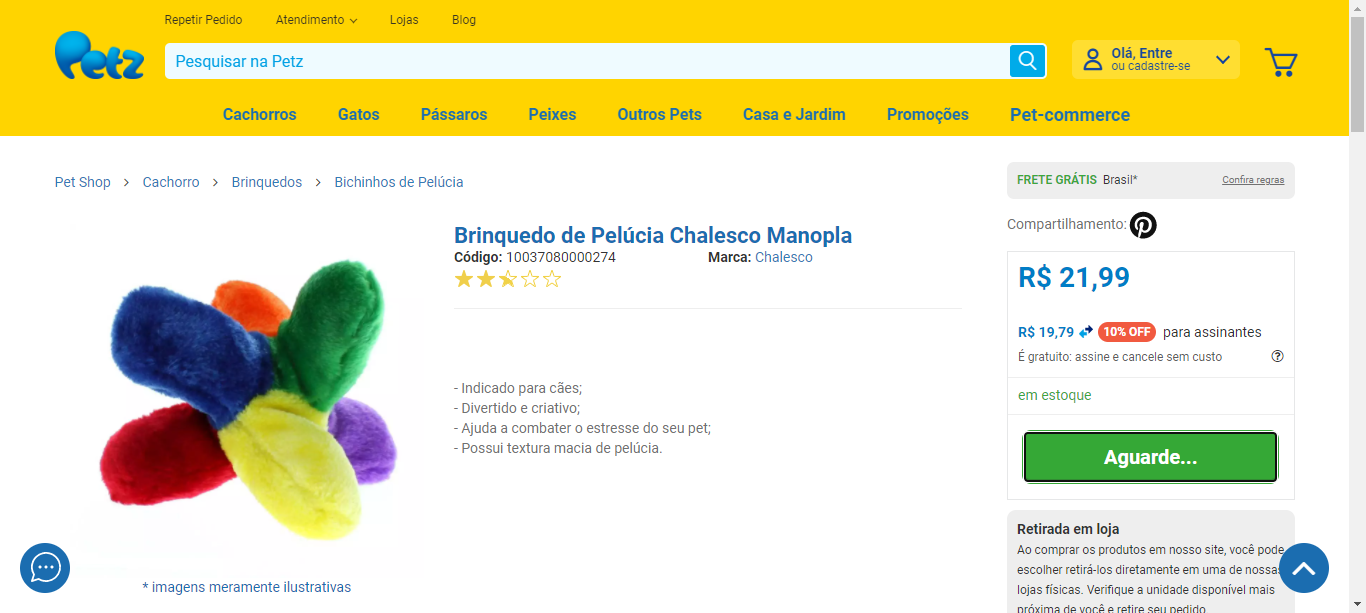 Repetir Pedido Atendimento Lojas Blog
Petz
Pesquisar na Petz
Olá, Entre
ou cadastre-se
Cachorros Gatos Pássaros Peixes Outros Pets Casa e Jardim Promoções Pet-commerce
Pet Shop > Cachorro > Brinquedos > Bichinhos de Pelúcia
FRETE GRÁTIS Brasil* Confira regras
Compartilhamento:
Brinquedo de Pelúcia Chalesco Manopla
Código: 10037080000274 Marca: Chalesco
R$ 21,99
R$ 19,79 10% OFF para assinantes
É gratuito: assine e cancele sem custo ?
em estoque
- Indicado para cães;
- Divertido e criativo;
- Ajuda a combater o estresse do seu pet;
- Possui textura macia de pelúcia.
Aguarde...
Retirada em loja
Ao comprar os produtos em nosso site, você pode
escolher retirá-los diretamente em uma de nossas
lojas físicas. Verifique a unidade disponível mais
próxima de você e retire seu pedido
* imagens meramente ilustrativas